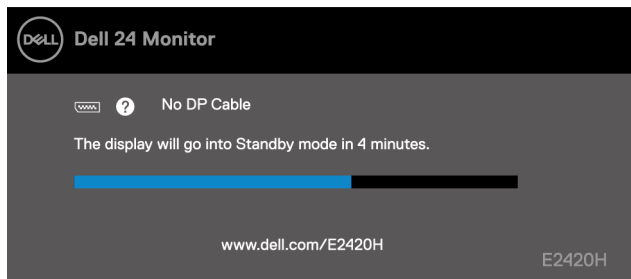 DELL Dell 24 Monitor
? No DP Cable
The display will go into Standby mode in 4 minutes.
www.dell.com/E2420H
E2420H